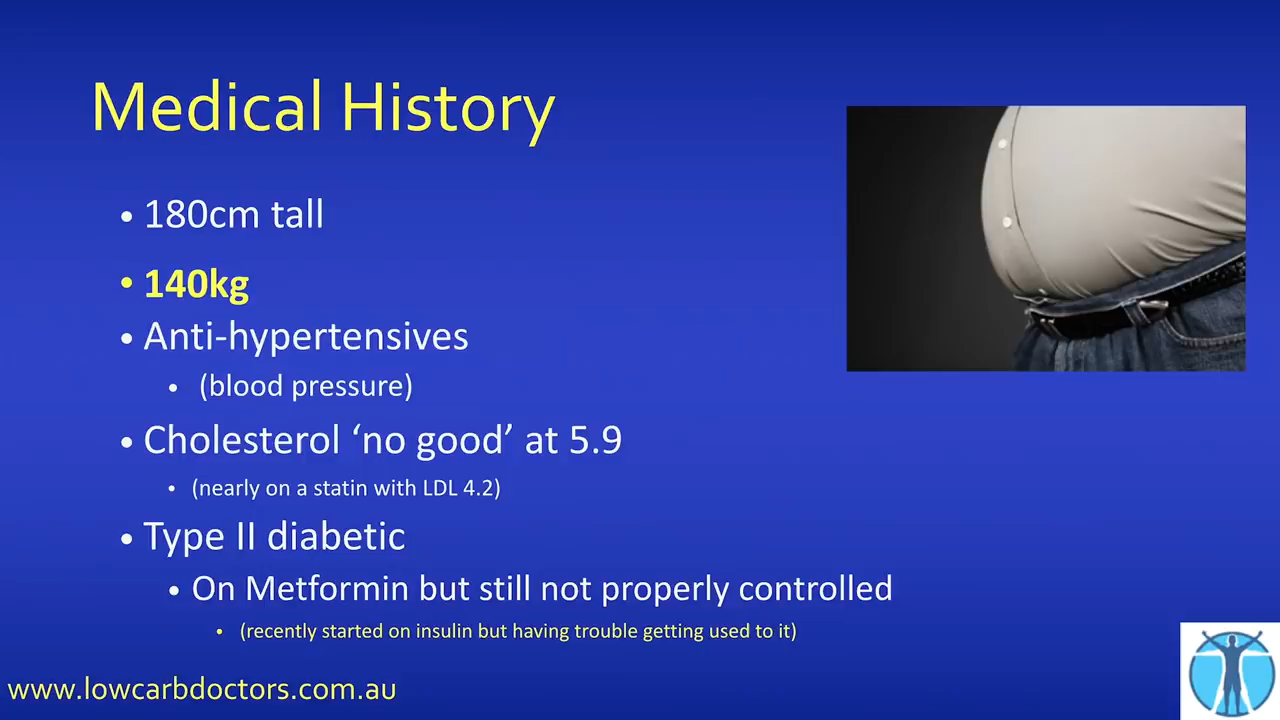 Medical History
• 180cm tall
• 140kg
• Anti-hypertensives
• (blood pressure)
• Cholesterol ‘no good’ at 5.9
• (nearly on a statin with LDL 4.2)
• Type II diabetic
• On Metformin but still not properly controlled
• (recently started on insulin but having trouble getting used to it)
www.lowcarbdoctors.com.au